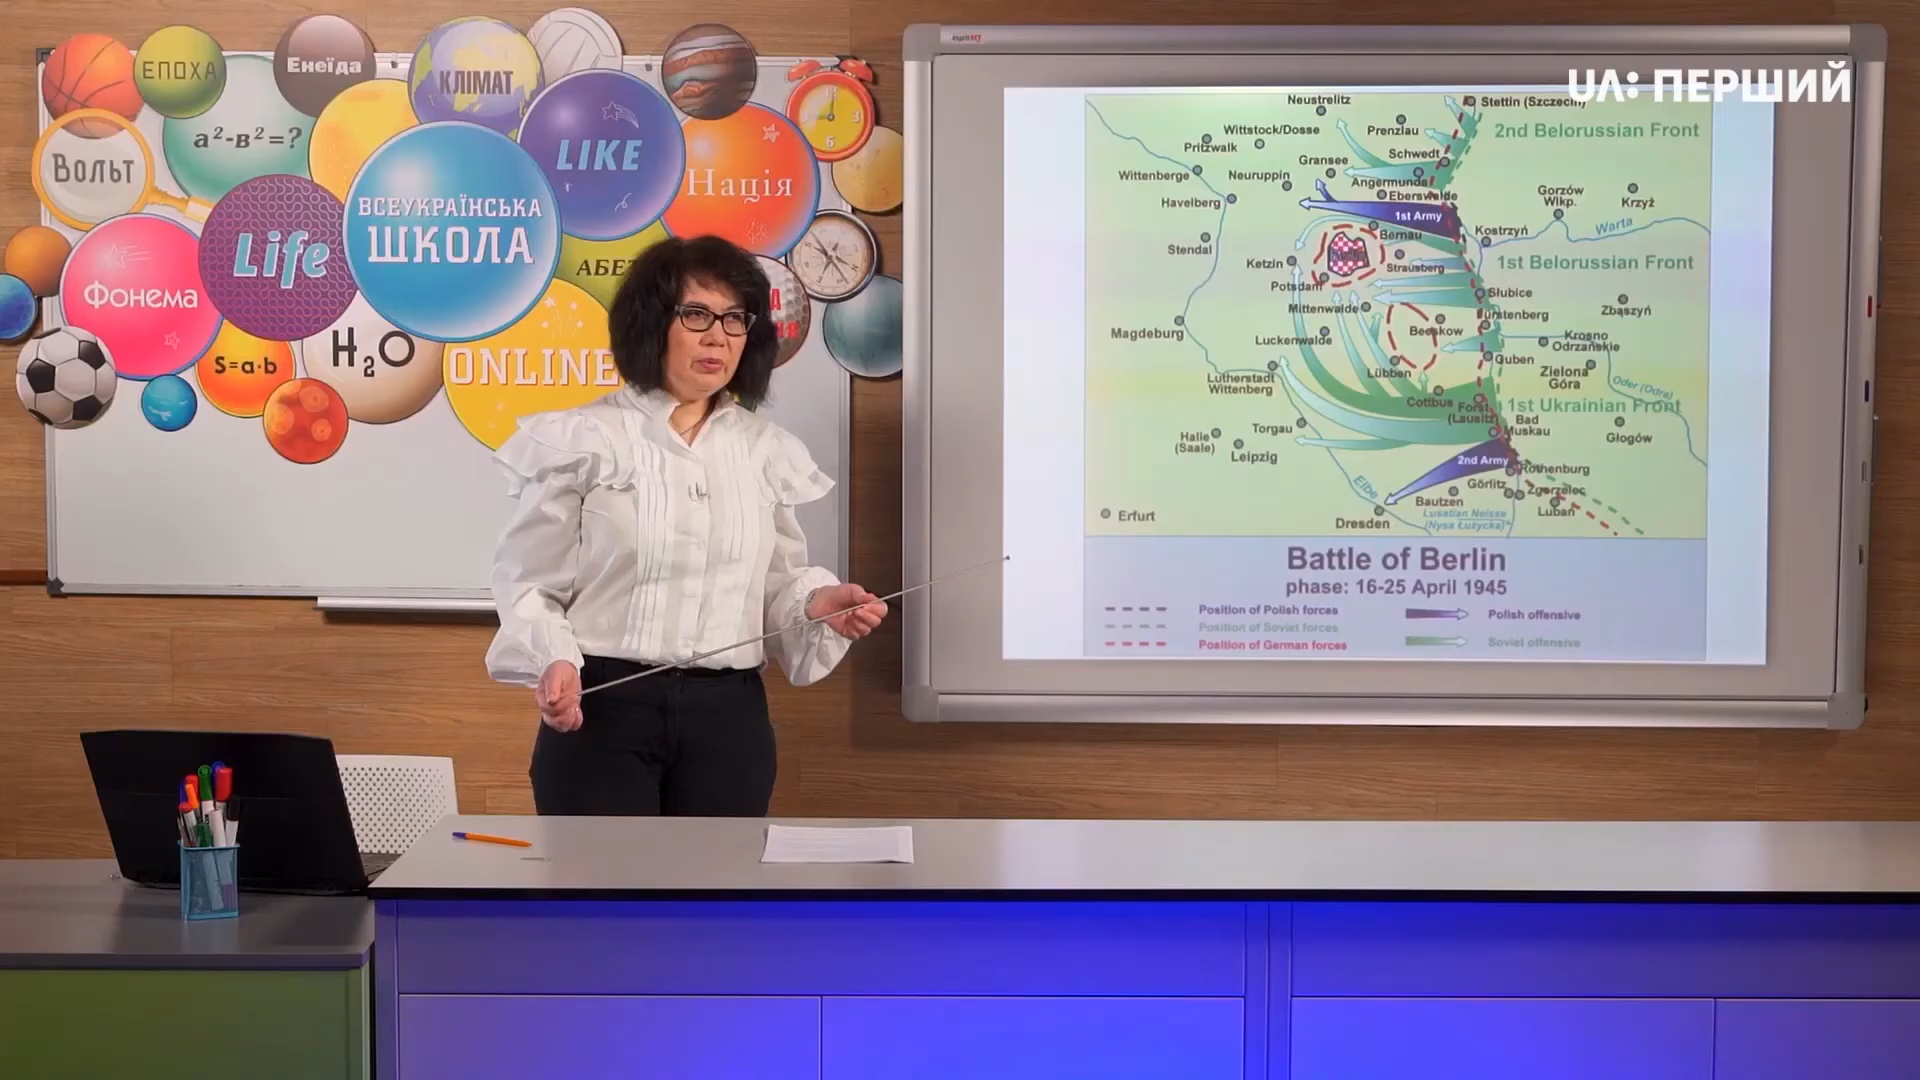 ЕПОХА
Енеїда
КЛІМАТ
a²-в²=?
Вольт
LIKE
Нація
ВСЕУКРАЇНСЬКА
ШКОЛА
Life
Фонема
АБЕТ
H₂O
S=a·b
ONLINE
UA: ПЕРШИЙ
Neustrelitz
Stettin (Szczecin)
Wittstock/Dosse
Prenzlau
2nd Belorussian Front
Pritzwalk
Gransee
Schwedt
Wittenberge
Neuruppin
Angermunde
Eberswalde
Gorzów
Wlkp.
Krzyż
Havelberg
1st Army
Warta
Bernau
Kostrzyń
Stendal
Ketzin
Strausberg
1st Belorussian Front
Potsdam
Słubice
Mittenwalde
Furstenberg
Zbąszyń
Magdeburg
Beeskow
Luckenwalde
Krosno
Odrzańskie
Guben
Lutherstadt
Wittenberg
Lübben
Zielona
Góra
Oder (Odra)
Cottbus
Forst
(Lausitz)
1st Ukrainian Front
Bad
Muskau
Torgau
Halle
(Saale)
Leipzig
Głogów
2nd Army
Rothenburg
Elbe
Görlitz
Zgorzelec
Bautzen
Lubań
Erfurt
Dresden
Lusatian Neisse
(Nysa Łużycka)
Battle of Berlin
phase: 16-25 April 1945
Position of Polish forces
Polish offensive
Position of Soviet forces
Position of German forces
Soviet offensive